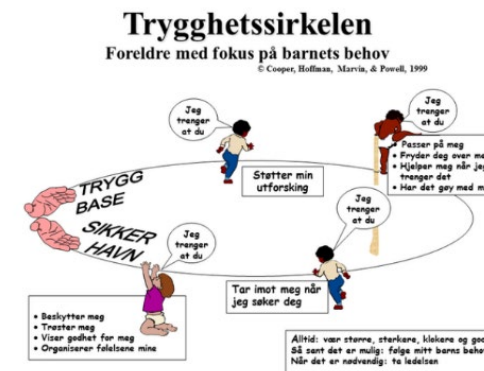 Trygghetssirkelen
Foreldre med fokus på barnets behov
© Cooper, Hoffman, Marvin, & Powell, 1999
Jeg
trenger
at du
Støtter min
utforsking
Jeg
trenger
at du
• Passer på meg
• Fryder deg over
• Hjelper meg når
trenger det
• Har det gøy med
TRYGG
BASE
SIKKER
HAVN
Jeg
trenger
at du
Tar imot meg når
jeg søker deg
Jeg
trenger
at du
• Beskytter meg
• Trøster meg
• Viser godhet for meg
• Organiserer følelsene mine
Alltid: vær større, sterkere, klokere og
Så sant det er mulig: følge mitt barns
Når det er nødvendig: ta ledelsen